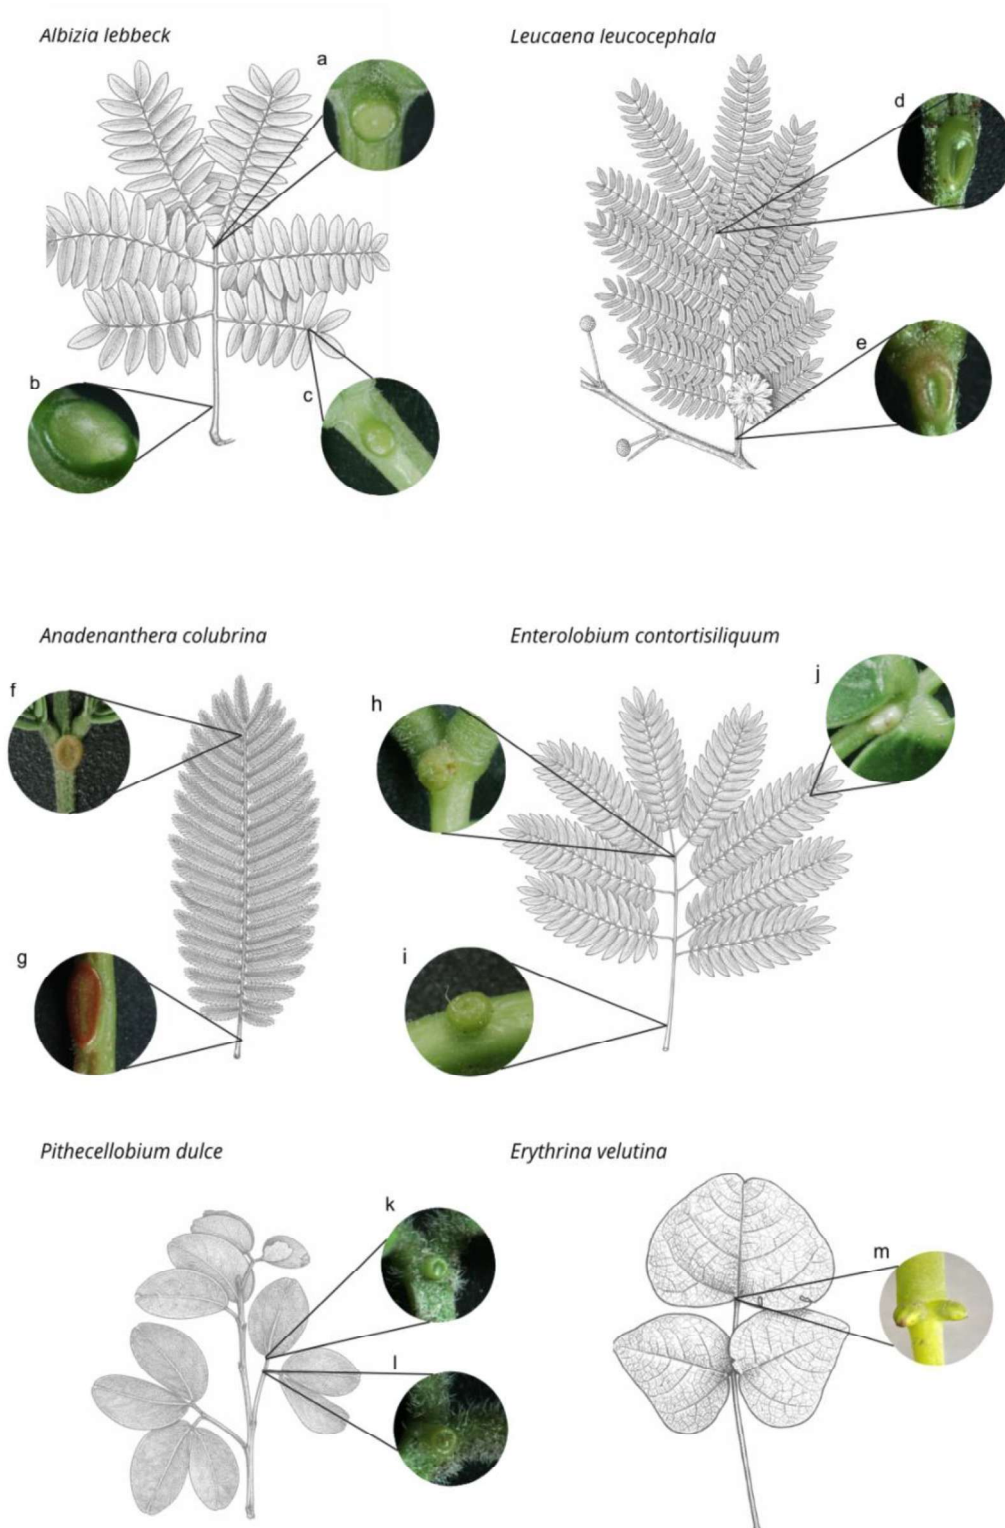 Albizia lebbeck
Leucaena leucocephala
a
d
b
c
e
Anadenanthera colubrina
Enterolobium contortisiliquum
f
h
j
g
i
Pithecellobium dulce
Erythrina velutina
k
m
l